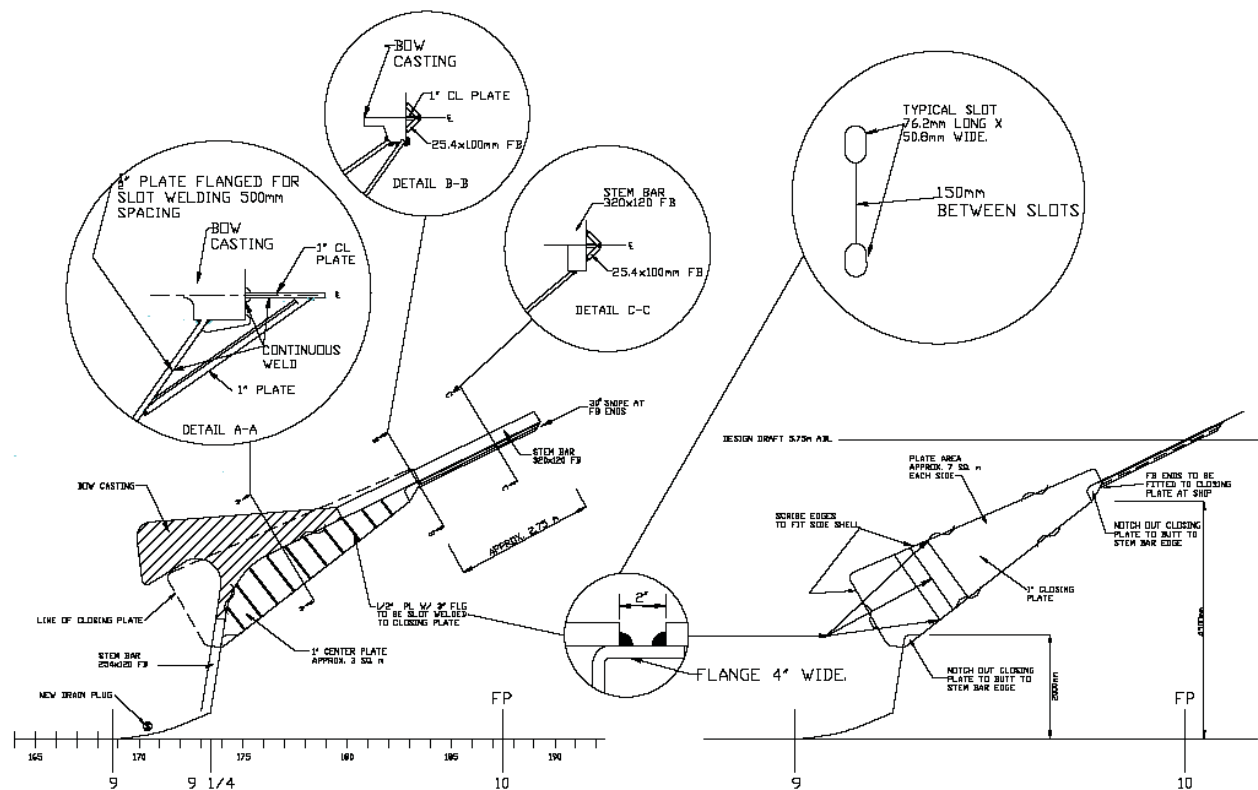 BOW
CASTING
1" CL PLATE
25.4x100mm FB
DETAIL B-B
TYPICAL SLOT
76.2mm LONG X
50.8mm WIDE.
150mm
BETWEEN SLOTS
PLATE FLANGED FOR
SLOT WELDING 500mm
SPACING
BOW
CASTING
1" CL
PLATE
CONTINUOUS
WELD
1" PLATE
DETAIL A-A
STEM BAR
320x120 FB
25.4x100mm FB
DETAIL C-C
30° SNIPE AT
FB ENDS
STEM BAR
320x120 FB
APPROX. 2.75 m
BOW CASTING
LINE OF CLOSING PLATE
STEM BAR
254x120 FB
NEW DRAIN PLUG
1/2" PL W/ 3" FLG
TO BE SLOT WELDED
TO CLOSING PLATE
1" CENTER PLATE
APPROX. 3 SQ. m
2"
FLANGE 4" WIDE.
DESIGN DRAFT 5.75m ABL
PLATE AREA
APPROX. 7 SQ. m
EACH SIDE
SCRIBE EDGES
TO FIT SIDE SHELL
FB ENDS TO BE
FITTED TO CLOSING
PLATE AT SHOP
NOTCH OUT CLOSING
PLATE TO BUTT TO
STEM BAR EDGE
1" CLOSING
PLATE
NOTCH OUT CLOSING
PLATE TO BUTT TO
STEM BAR EDGE
2000mm
4500mm
FP
FP
165 170 175 180 185 190
9 9 1/4 10
9 10